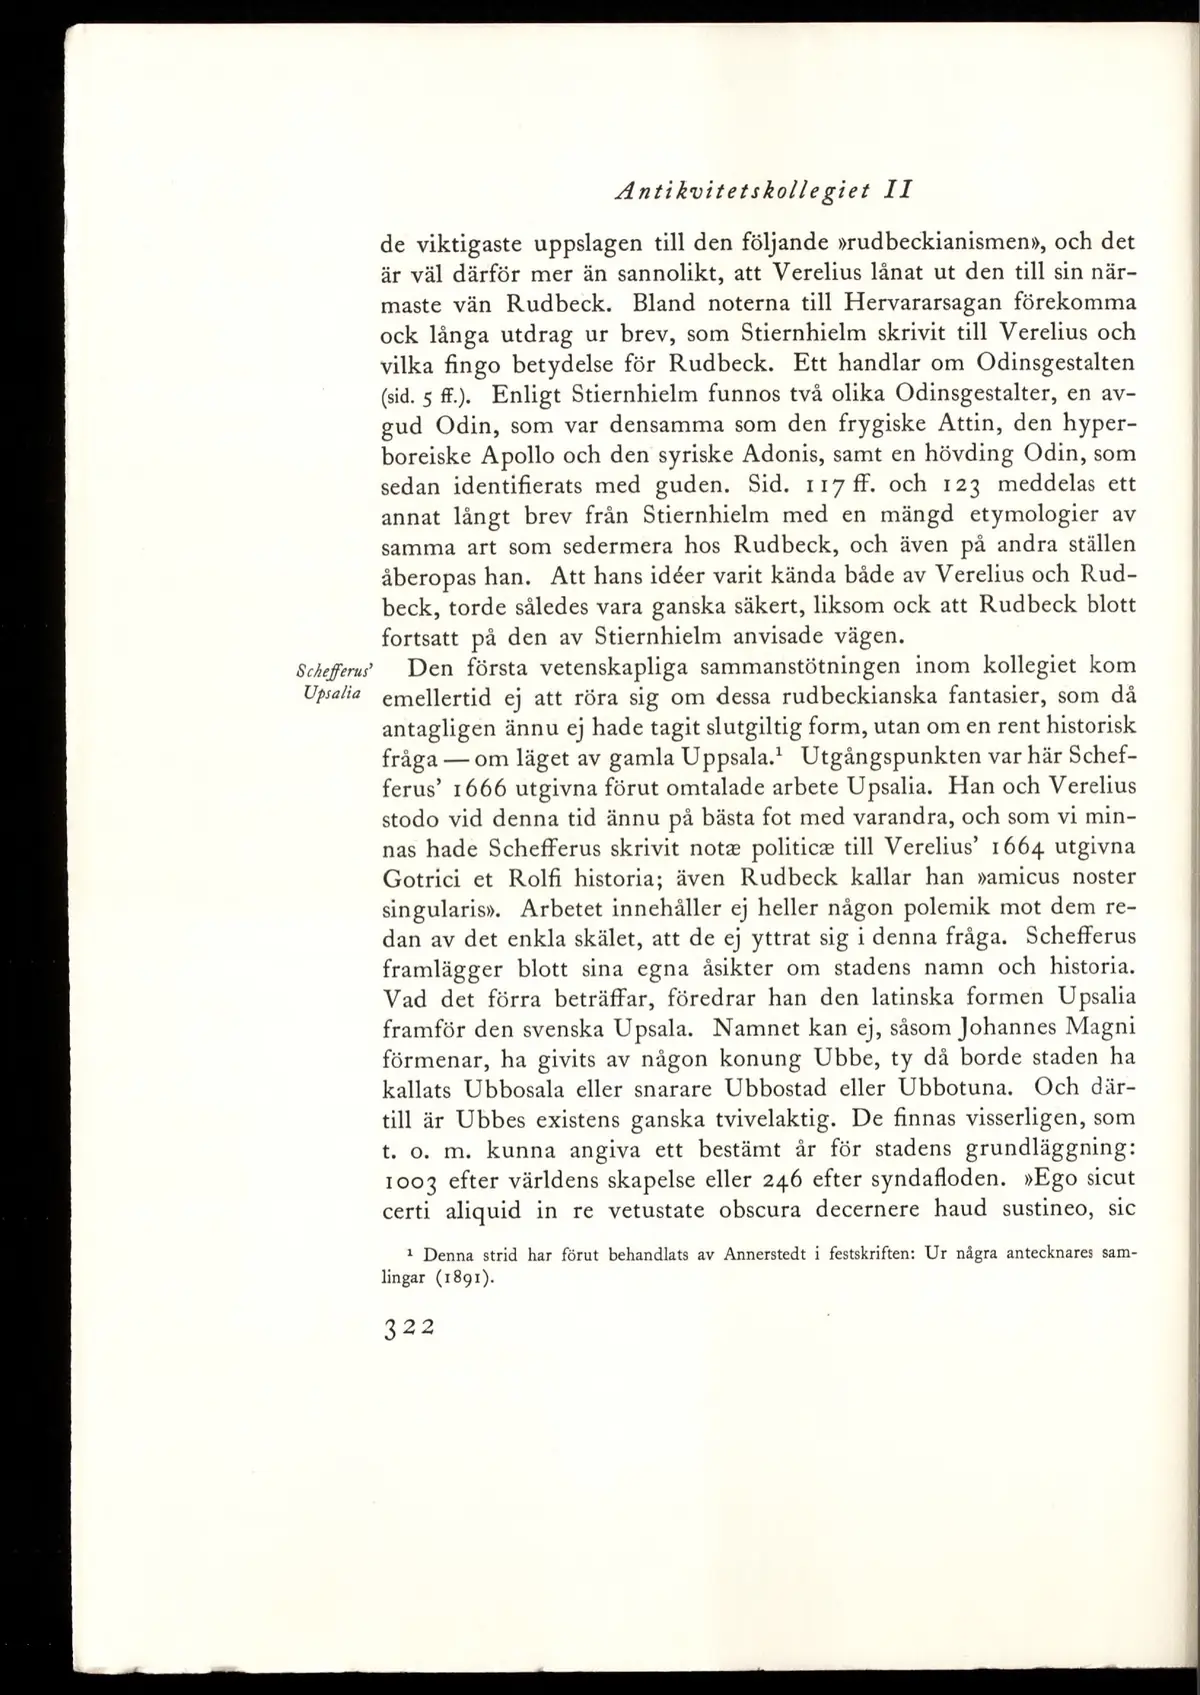 Antikvitetskollegiet II
de viktigaste uppslagen till den följande »rudbeckianismen», och det
är väl därför mer än sannolikt, att Verelius lånat ut den till sin när-
maste vän Rudbeck. Bland noterna till Hervararsagan förekomma
ock långa utdrag ur brev, som Stiernhielm skrivit till Verelius och
vilka fingo betydelse för Rudbeck. Ett handlar om Odinsgestalten
(sid. 5 ff.). Enligt Stiernhielm funnos två olika Odinsgestalter, en av-
gud Odin, som var densamma som den frygiske Attin, den hyper-
boreiske Apollo och den syriske Adonis, samt en hövding Odin, som
sedan identifierats med guden. Sid. 117 ff. och 123 meddelas ett
annat långt brev från Stiernhielm med en mängd etymologier av
samma art som sedermera hos Rudbeck, och även på andra ställen
åberopas han. Att hans idéer varit kända både av Verelius och Rud-
beck, torde således vara ganska säkert, liksom ock att Rudbeck blott
fortsatt på den av Stiernhielm anvisade vägen.
Schefferus'
Upsalia
Den första vetenskapliga sammanstötningen inom kollegiet kom
emellertid ej att röra sig om dessa rudbeckianska fantasier, som då
antagligen ännu ej hade tagit slutgiltig form, utan om en rent historisk
fråga — om läget av gamla Uppsala.¹ Utgångspunkten var här Schef-
ferus' 1666 utgivna förut omtalade arbete Upsalia. Han och Verelius
stodo vid denna tid ännu på bästa fot med varandra, och som vi min-
nas hade Schefferus skrivit notæ politicæ till Verelius' 1664 utgivna
Gotrici et Rolfi historia; även Rudbeck kallar han »amicus noster
singularis». Arbetet innehåller ej heller någon polemik mot dem re-
dan av det enkla skälet, att de ej yttrat sig i denna fråga. Schefferus
framlägger blott sina egna åsikter om stadens namn och historia.
Vad det förra beträffar, föredrar han den latinska formen Upsalia
framför den svenska Upsala. Namnet kan ej, såsom Johannes Magni
förmenar, ha givits av någon konung Ubbe, ty då borde staden ha
kallats Ubbosala eller snarare Ubbostad eller Ubbotuna. Och där-
till är Ubbes existens ganska tvivelaktig. De finnas visserligen, som
t. o. m. kunna angiva ett bestämt år för stadens grundläggning:
1003 efter världens skapelse eller 246 efter syndafloden. »Ego sicut
certi aliquid in re vetustate obscura decernere haud sustineo, sic
¹ Denna strid har förut behandlats av Annerstedt i festskriften: Ur några antecknares sam-
lingar (1891).
322